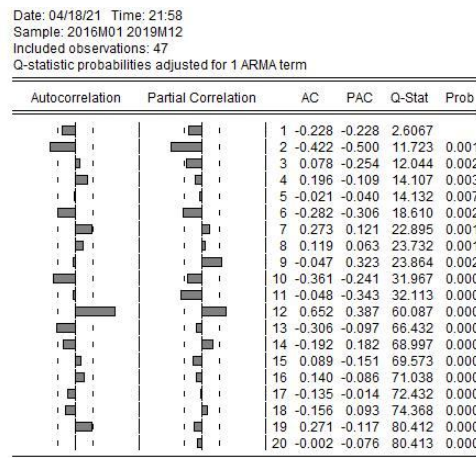 Date: 04/18/21 Time: 21:58
Sample: 2016M01 2019M12
Included observations: 47
Q-statistic probabilities adjusted for 1 ARMA term
Autocorrelation Partial Correlation AC PAC Q-Stat Prob
1 -0.228 -0.228 2.6067
2 -0.422 -0.500 11.723 0.001
3 0.078 -0.254 12.044 0.002
4 0.196 -0.109 14.107 0.003
5 -0.021 -0.040 14.132 0.007
6 -0.282 -0.306 18.610 0.002
7 0.273 0.121 22.895 0.001
8 0.119 0.063 23.732 0.001
9 -0.047 0.323 23.864 0.002
10 -0.361 -0.241 31.967 0.000
11 -0.048 -0.343 32.113 0.000
12 0.652 0.387 60.087 0.000
13 -0.306 -0.097 66.432 0.000
14 -0.192 0.182 68.997 0.000
15 0.089 -0.151 69.573 0.000
16 0.140 -0.086 71.038 0.000
17 -0.135 -0.014 72.432 0.000
18 -0.156 0.093 74.368 0.000
19 0.271 -0.117 80.412 0.000
20 -0.002 -0.076 80.413 0.000